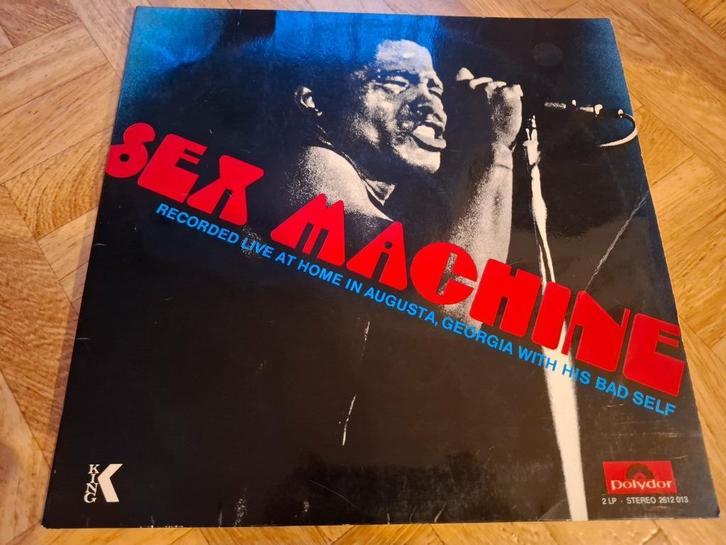 SEX MACHINE
RECORDED LIVE AT HOME IN AUGUSTA, GEORGIA WITH HIS BAD SELF
KING
K
Polydor
2 LP - STEREO 2612 013